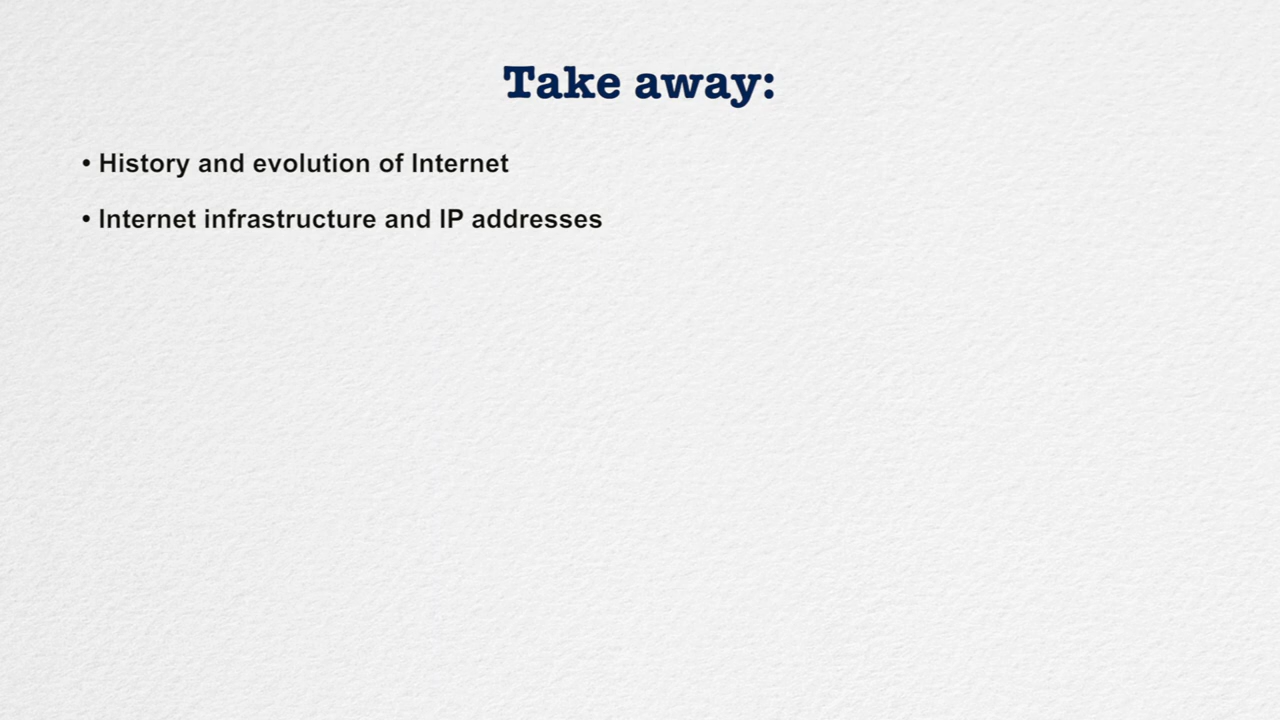 Take away:
• History and evolution of Internet
• Internet infrastructure and IP addresses